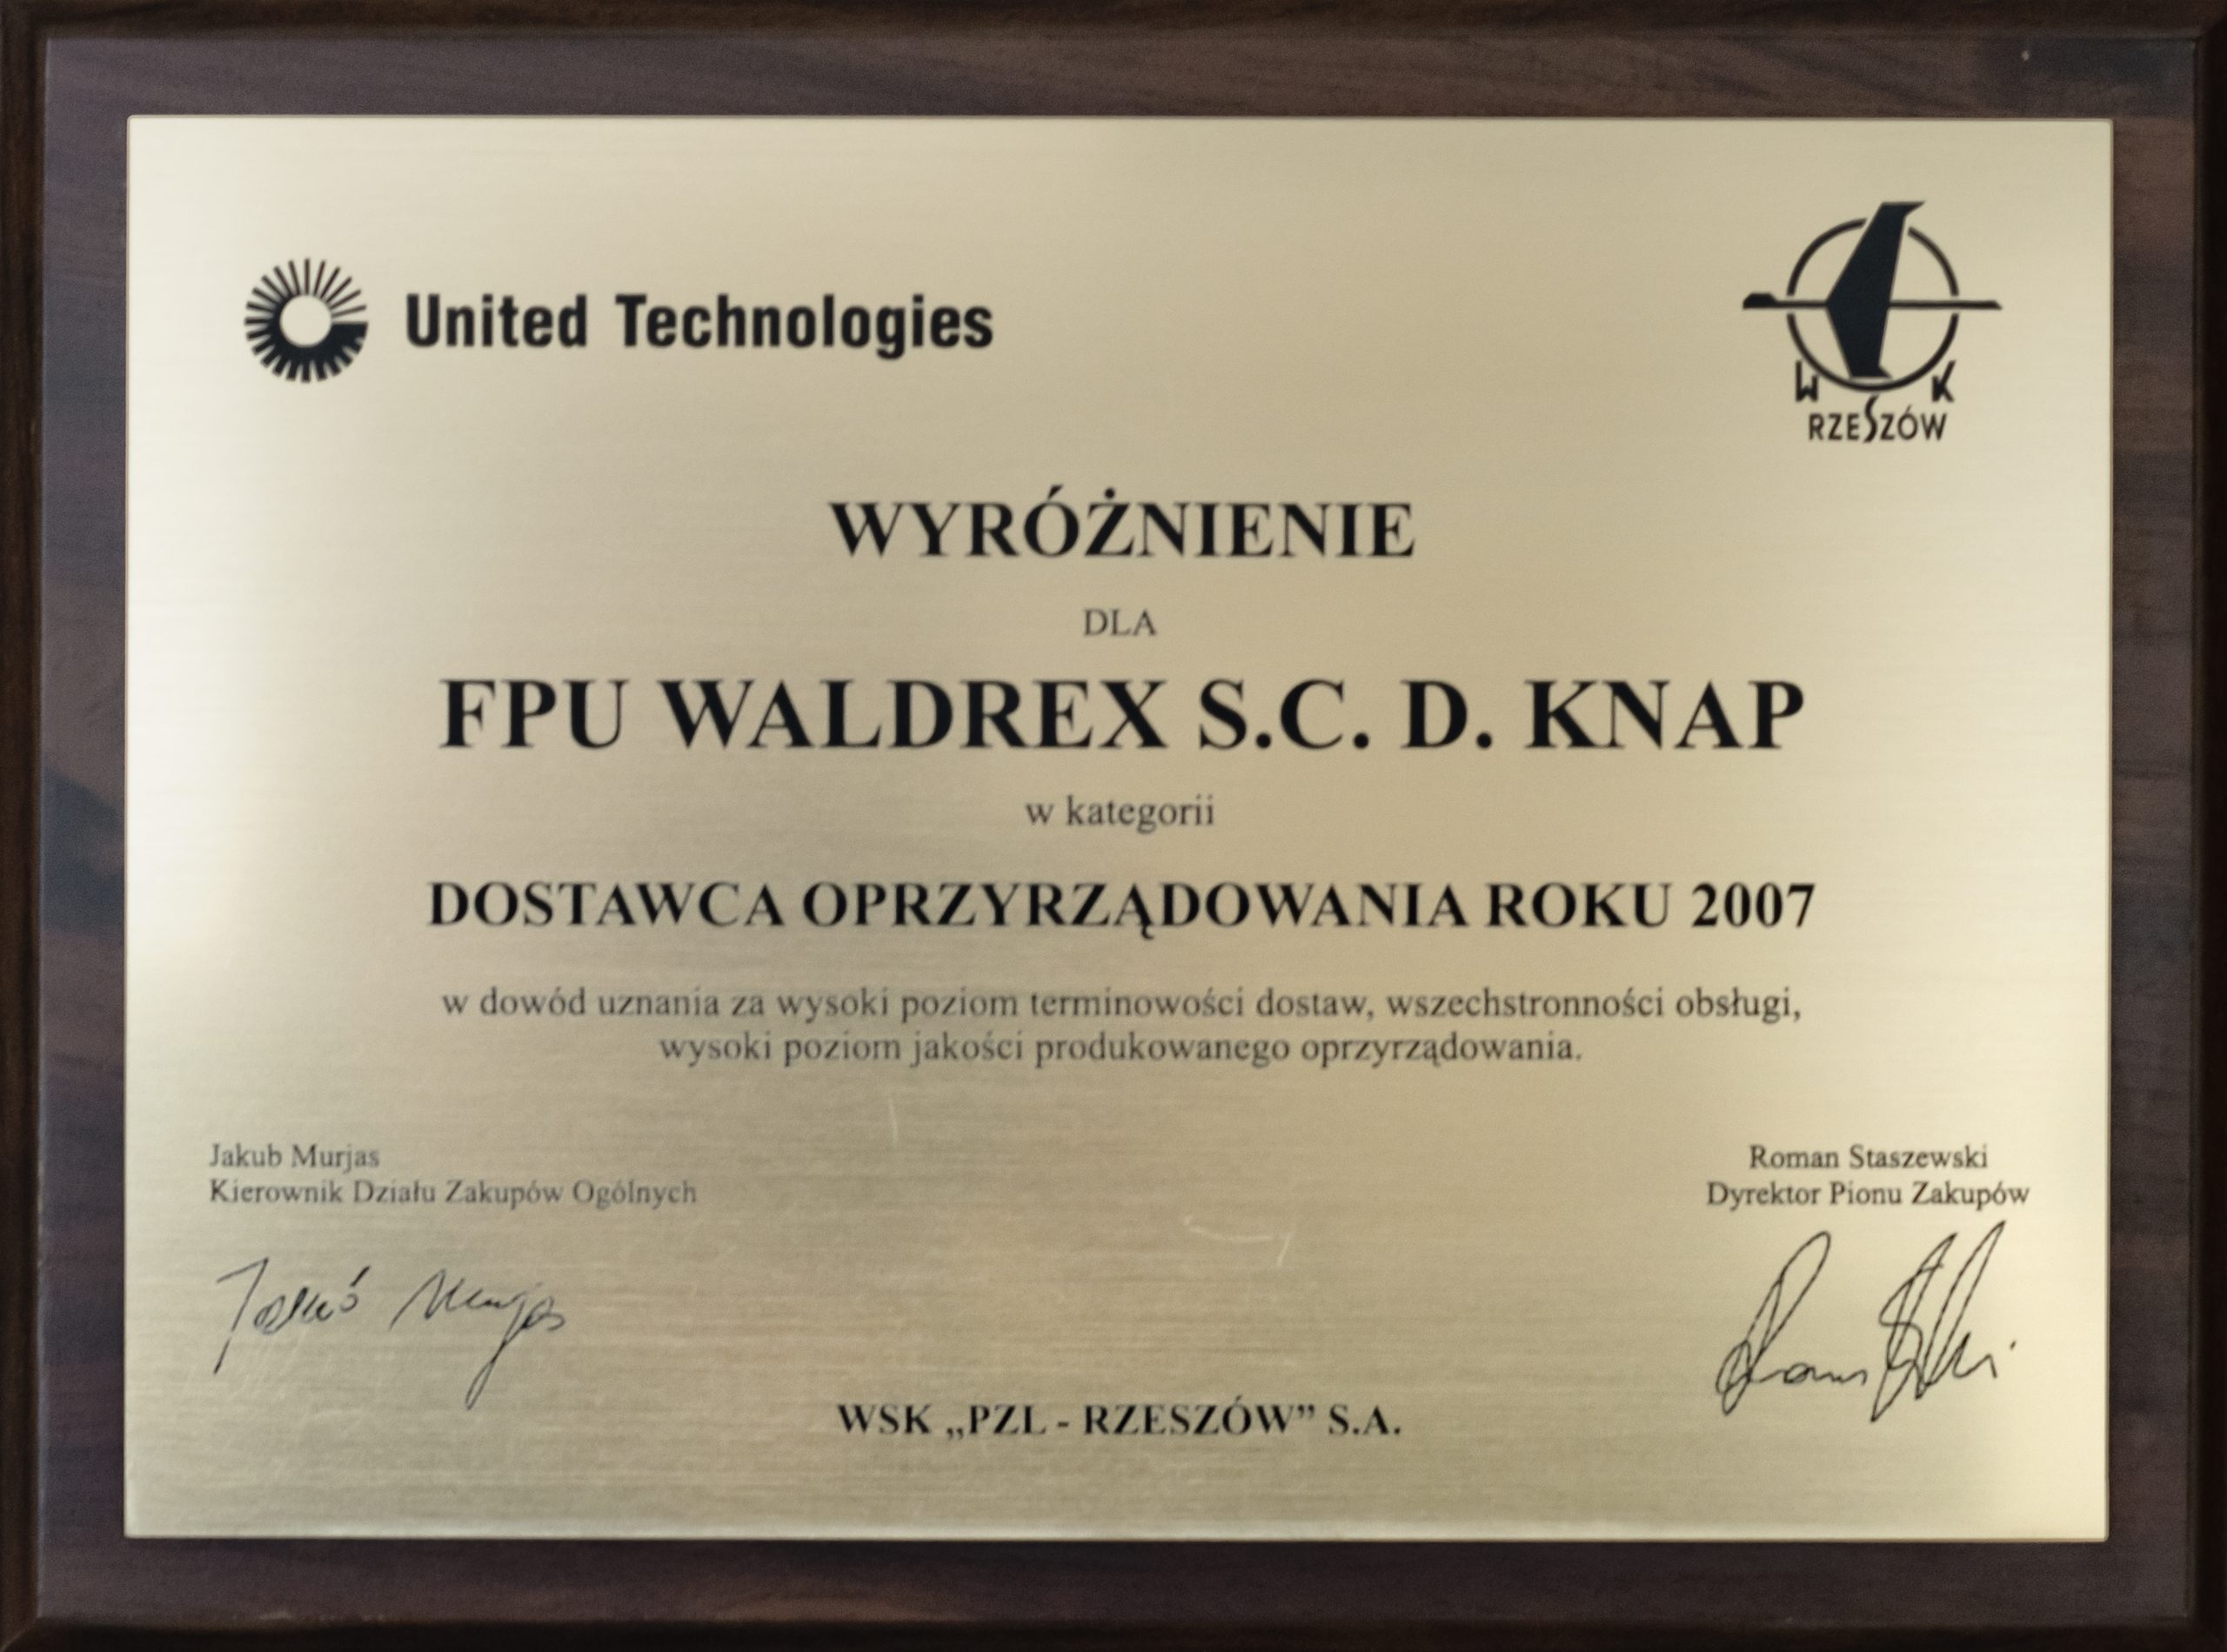 United Technologies
W K
RZESZÓW
WYRÓŻNIENIE
DLA
FPU WALDREX S.C. D. KNAP
w kategorii
DOSTAWCA OPRZYRZĄDOWANIA ROKU 2007
w dowód uznania za wysoki poziom terminowości dostaw, wszechstronności obsługi,
wysoki poziom jakości produkowanego oprzyrządowania.
Jakub Murjas
Kierownik Działu Zakupów Ogólnych
Roman Staszewski
Dyrektor Pionu Zakupów
Jakub Murjas
WSK „PZL - RZESZÓW” S.A.